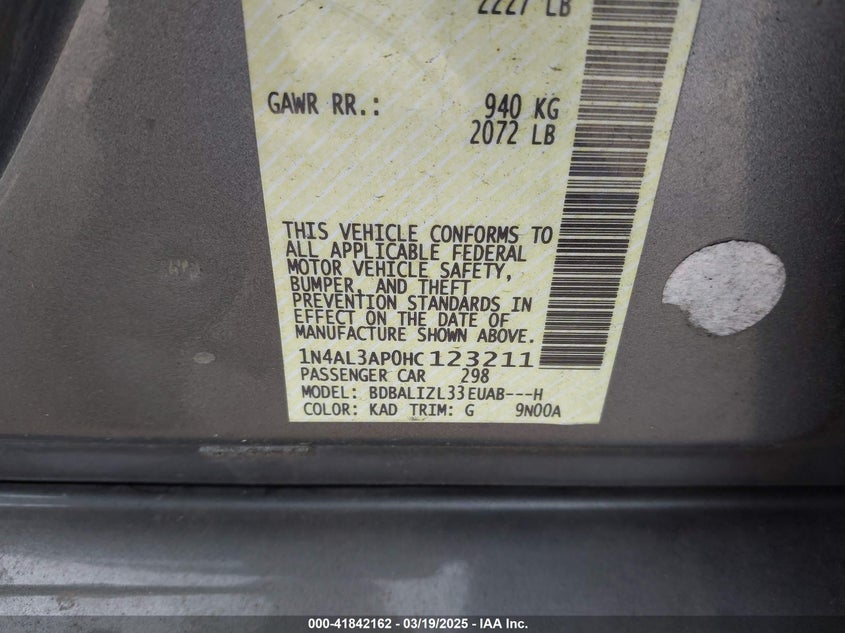 2227 LB
GAWR RR.: 940 KG
2072 LB
THIS VEHICLE CONFORMS TO
ALL APPLICABLE FEDERAL
MOTOR VEHICLE SAFETY,
BUMPER, AND THEFT
PREVENTION STANDARDS IN
EFFECT ON THE DATE OF
MANUFACTURE SHOWN ABOVE.
1N4AL3AP0HC123211
PASSENGER CAR 298
MODEL: BDBALIZL33EUAB---H
COLOR: KAD TRIM: G 9N00A
000-41842162 - 03/19/2025 - IAA Inc.